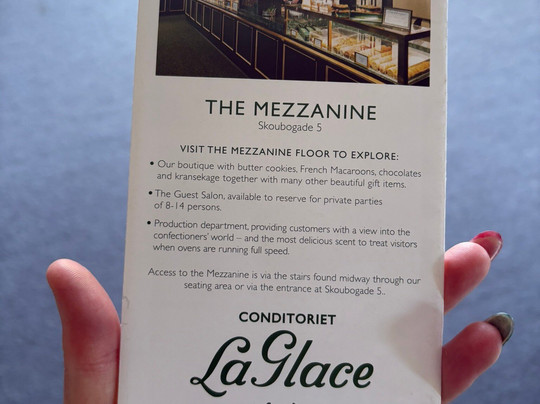 THE MEZZANINE
Skoubogade 5
VISIT THE MEZZANINE FLOOR TO EXPLORE:
• Our boutique with butter cookies, French Macaroons, chocolates
and kransekage together with many other beautiful gift items.
• The Guest Salon, available to reserve for private parties
of 8-14 persons.
• Production department, providing customers with a view into the
confectioners' world – and the most delicious scent to treat visitors
when ovens are running full speed.
Access to the Mezzanine is via the stairs found midway through our
seating area or via the entrance at Skoubogade 5..
CONDITORIET
La Glace